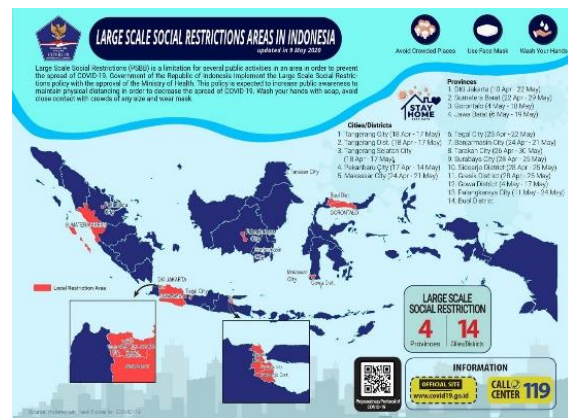 LARGE SCALE SOCIAL RESTRICTIONS AREAS IN INDONESIA
updated in 9 May 2020
Avoid Crowded Places
Use Face Mask
Wash Your Hands
Large Scale Social Restrictions (PSBB) is a limitation for several public activities in an area in order to prevent
the spread of COVID-19. Government of the Republic of Indonesia implement the Large Scale Social Restric-
tions policy with the approval of the Ministry of Health. This policy is expected to increase public awareness to
maintain physical distancing in order to decrease the spread of COVID-19. Wash your hands with soap, avoid
close contact with crowds of any size and wear mask.
STAY
HOME
Provinces
1. DKI Jakarta (10 Apr - 22 May)
2. Sumatera Barat (22 Apr - 29 May)
3. Gorontalo (4 May - 18 May)
4. Jawa Barat (6 May - 19 May)
Cities/Districts
1. Tangerang City (18 Apr - 17 May)
2. Tangerang Dist. (18 Apr - 17 May)
3. Tangerang Selatan City
(18 Apr - 17 May)
4. Pekanbaru City (17 Apr - 14 May)
5. Makassar City (24 Apr - 21 May)
6. Tegal City (23 Apr - 22 May)
7. Banjarmasin City (24 Apr - 21 May)
8. Tarakan City (26 Apr - May)
9. Surabaya City (28 Apr - 25 May)
10. Sidoarjo District (28 Apr - 25 May)
11. Gresik District (28 Apr - 25 May)
12. Gowa District (4 May - 17 May)
13. Palangkaraya City (11 May - 24 May)
14. Buol District
Tarakan City
Buol Dist.
GORONTALO
SUMATERA BARAT
Makassar
City
Gowa Dist.
DKI JAKARTA
Tegal City
Local Restriction Area
LARGE SCALE
SOCIAL RESTRICTION
4
Provinces
14
Cities/Districts
COVID-19
INFORMATION
OFFICIAL SITE
www.covid19.go.id
CALL
CENTER
119